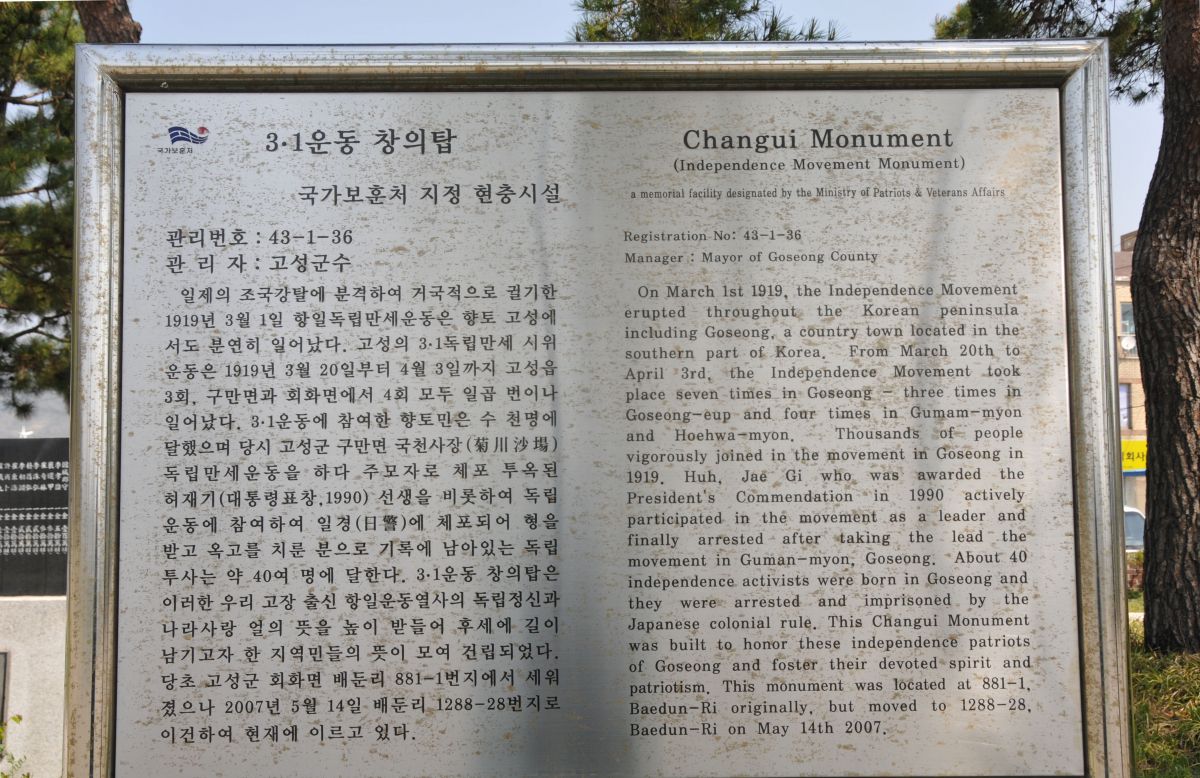 국가보훈처
3·1운동 창의탑
국가보훈처 지정 현충시설
관리번호 : 43-1-36
관 리 자 : 고성군수
일제의 조국강탈에 분격하여 거국적으로 궐기한
1919년 3월 1일 항일독립만세운동은 향토 고성에
서도 분연히 일어났다. 고성의 3·1독립만세 시위
운동은 1919년 3월 20일부터 4월 3일까지 고성읍
3회, 구만면과 회화면에서 4회 모두 일곱 번이나
일어났다. 3·1운동에 참여한 향토민은 수 천명에
달했으며 당시 고성군 구만면 국천사장(菊川沙場)
독립만세운동을 하다 주모자로 체포 투옥된
허재기(대통령표창.1990) 선생을 비롯하여 독립
운동에 참여하여 일경(日警)에 체포되어 형을
받고 옥고를 치룬 분으로 기록에 남아있는 독립
투사는 약 40여 명에 달한다. 3·1운동 창의탑은
이러한 우리 고장 출신 항일운동열사의 독립정신과
나라사랑 얼의 뜻을 높이 받들어 후세에 길이
남기고자 한 지역민들의 뜻이 모여 건립되었다.
당초 고성군 회화면 배둔리 881-1번지에서 세워
졌으나 2007년 5월 14일 배둔리 1288-28번지로
이건하여 현재에 이르고 있다.
Changui Monument
(Independence Movement Monument)
a memorial facility designated by the Ministry of Patriots & Veterans Affairs
Registration No: 43-1-36
Manager : Mayor of Goseong County
On March 1st 1919, the Independence Movement
erupted throughout the Korean peninsula
including Goseong, a country town located in the
southern part of Korea. From March 20th to
April 3rd, the Independence Movement took
place seven times in Goseong - three times in
Goseong-eup and four times in Gumam-myon
and Hoehwa-myon. Thousands of people
vigorously joined in the movement in Goseong in
1919. Huh, Jae Gi who was awarded the
President's Commendation in 1990 actively
participated in the movement as a leader and
finally arrested after taking the lead the
movement in Guman-myon, Goseong. About 40
independence activists were born in Goseong and
they were arrested and imprisoned by the
Japanese colonial rule. This Changui Monument
was built to honor these independence patriots
of Goseong and foster their devoted spirit and
patriotism. This monument was located at 881-1,
Baedun-Ri originally, but moved to 1288-28,
Baedun-Ri on May 14th 2007.